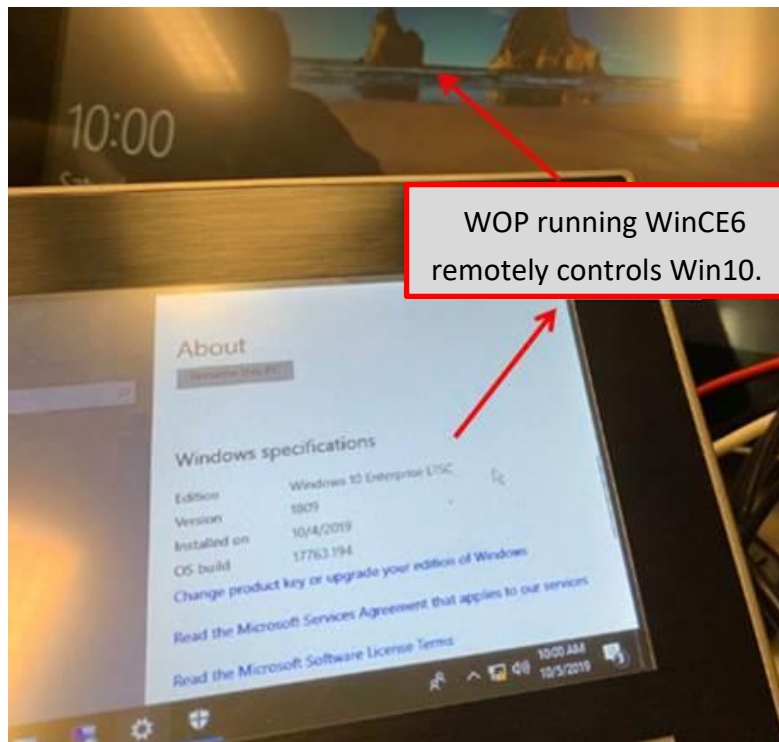 10:00
WOP running WinCE6
remotely controls Win10.
About
Rename this PC
Windows specifications
Edition Windows 10 Enterprise LTSC
Version 1809
Installed on 10/4/2019
OS build 17763.194
Change product key or upgrade your edition of Windows
Read the Microsoft Services Agreement that applies to our services
Read the Microsoft Software License Terms
10:00 AM
10/5/2019